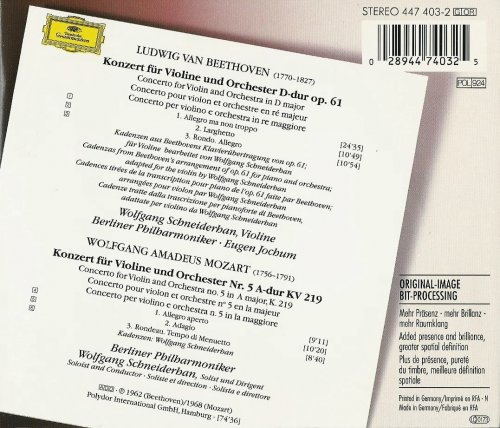 Deutsche
Grammophon
STEREO 447 403-2 GOR
0 28944 74032 5
POL 924
LUDWIG VAN BEETHOVEN (1770-1827)
Konzert für Violine und Orchester D-dur op. 61
Concerto for Violin and Orchestra in D major
Concerto pour violon et orchestre en ré majeur
Concerto per violino e orchestra in re maggiore
1 1. Allegro ma non troppo [24'35]
2 2. Larghetto [10'49]
3 3. Rondo. Allegro [10'54]
Kadenzen aus Beethovens Klavierübertragung von op. 61;
für Violine bearbeitet von Wolfgang Schneiderhan
Cadenzas from Beethoven's arrangement of op. 61 for piano and orchestra;
adapted for the violin by Wolfgang Schneiderhan
Cadences tirées de la transcription pour piano de l'op. 61 faite par Beethoven;
arrangées pour violon par Wolfgang Schneiderhan
Cadenze tratte dalla trascrizione per pianoforte di Beethoven,
adattate per violino da Wolfgang Schneiderhan
Wolfgang Schneiderhan, Violine
Berliner Philharmoniker · Eugen Jochum
WOLFGANG AMADEUS MOZART (1756-1791)
Konzert für Violine und Orchester Nr. 5 A-dur KV 219
Concerto for Violin and Orchestra no. 5 in A major, K. 219
Concerto pour violon et orchestre n° 5 en la majeur
Concerto per violino e orchestra n. 5 in la maggiore
4 1. Allegro aperto [9'11]
5 2. Adagio [10'20]
6 3. Rondeau. Tempo di Menuetto [8'40]
Kadenzen: Wolfgang Schneiderhan
Berliner Philharmoniker
Wolfgang Schneiderhan, Solist und Dirigent
Soloist and Conductor · Soliste et direction · Solista e direttore
ADD ℗ 1962 (Beethoven)/1968 (Mozart)
Polydor International GmbH, Hamburg · [74'36]
ORIGINAL-IMAGE
BIT-PROCESSING
Mehr Präsenz · mehr Brillanz ·
mehr Raumklang
Added presence and brilliance,
greater spatial definition
Plus de présence, pureté
du timbre, meilleure définition
spatiale
Printed in Germany/Imprimé en RFA · N
Made in Germany/Fabriqué en RFA